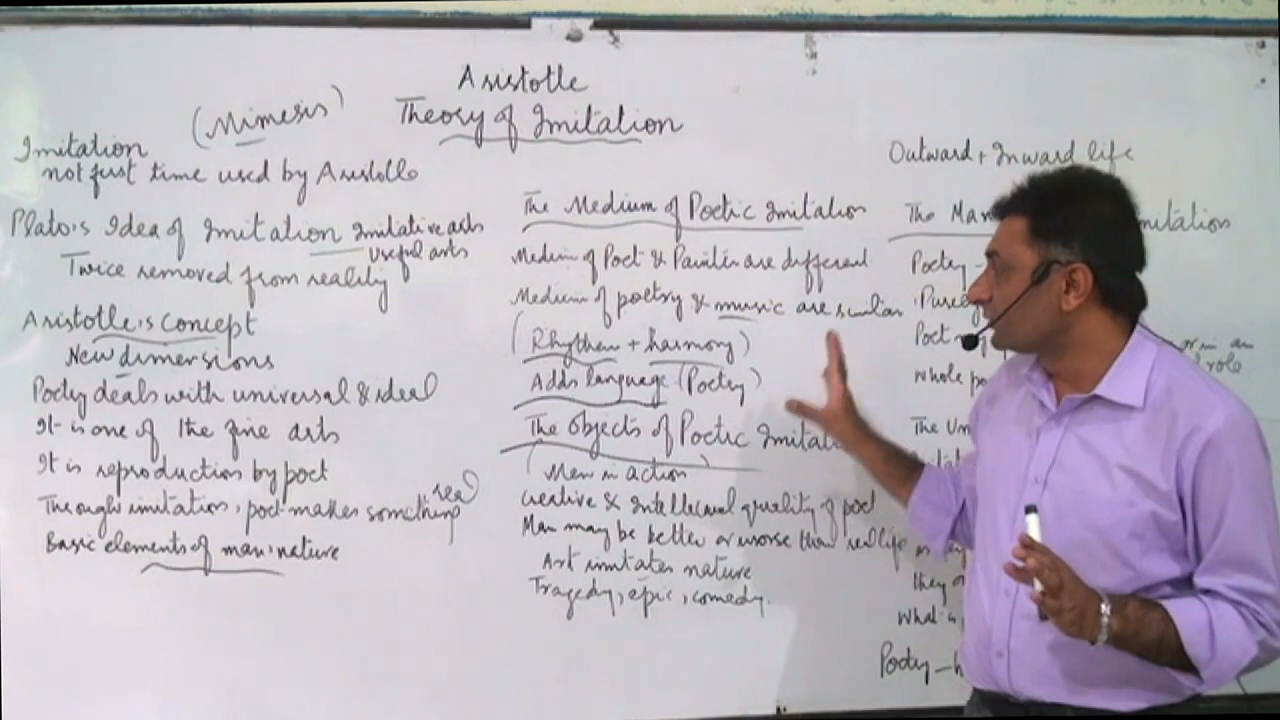 Aristotle
(Mimesis) Theory of Imitation
Imitation
not first time used by Aristotle
Plato's Idea of Imitation Imitative arts
Useful arts
Twice removed from reality
Aristotle's Concept
New dimensions
Poetry deals with universal & ideal
It is one of the fine arts
It is reproduction by poet
Through imitation, poet makes something real
Basic elements of man's nature
The Medium of Poetic Imitation
Medium of Poet & Painter are different
Medium of poetry & music are similar
(Rhythm + harmony)
Adds language (Poetry)
The Objects of Poetic
(Men in action)
Creative & Intellectual quality of poet
Man may be better or worse than real life
Art imitates nature
Tragedy, epic, comedy.
Outward + Inward life
The
Poetry -
Poet
whole
The
they
What is
Poetry -